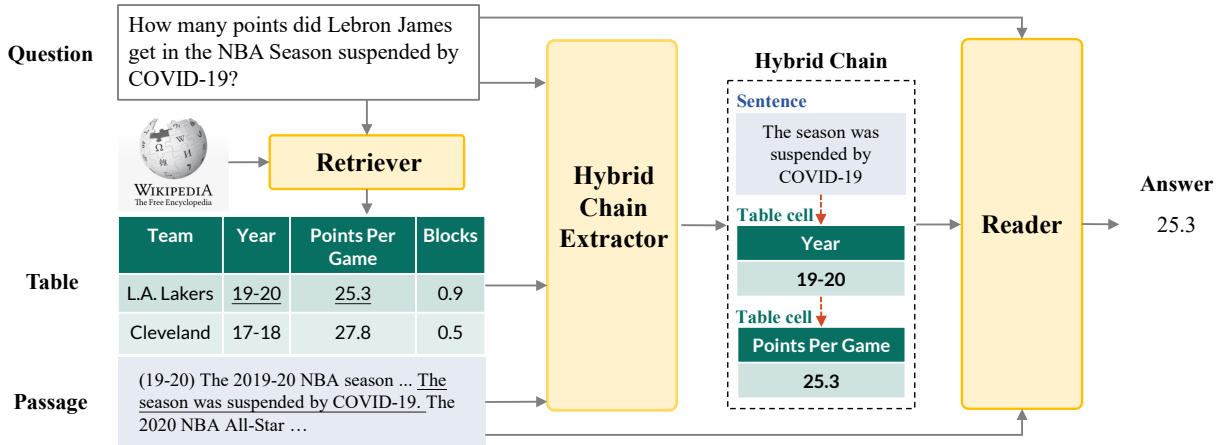 Question
How many points did Lebron James
get in the NBA Season suspended by
COVID-19?
WIKIPEDIA
The Free Encyclopedia
Retriever
Table
Team Year Points Per Game Blocks
L.A. Lakers 19-20 25.3 0.9
Cleveland 17-18 27.8 0.5
Passage
(19-20) The 2019-20 NBA season ... The
season was suspended by COVID-19. The
2020 NBA All-Star ...
Hybrid
Chain
Extractor
Hybrid Chain
Sentence
The season was
suspended by
COVID-19
Table cell
Year
19-20
Table cell
Points Per Game
25.3
Reader
Answer
25.3